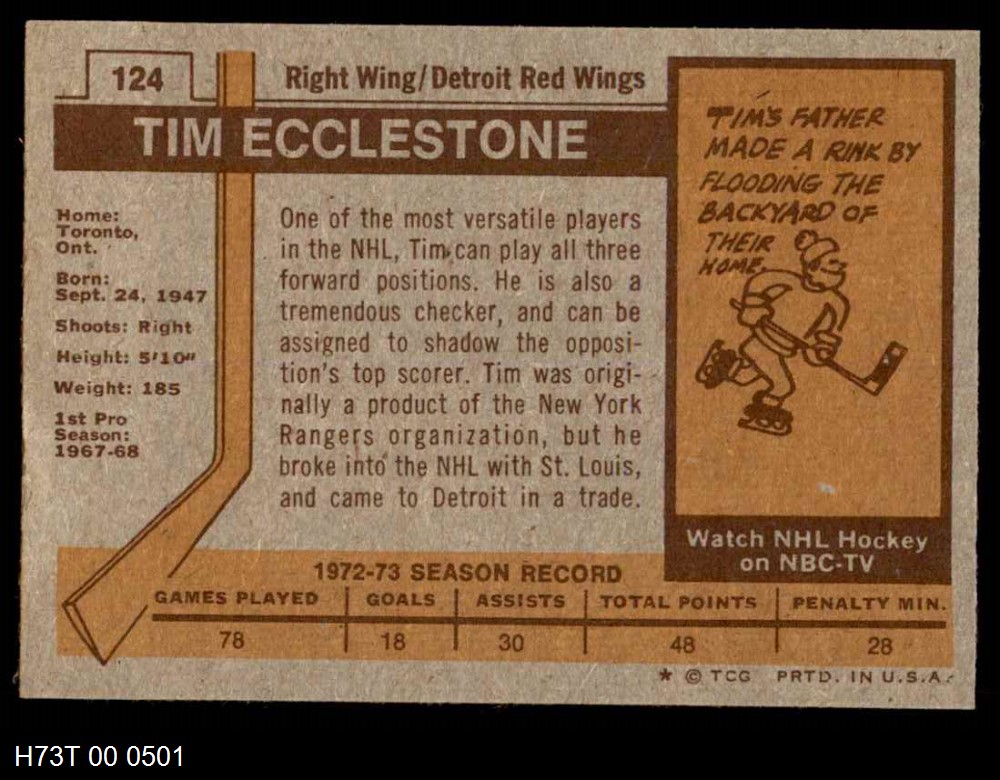 124
Right Wing/Detroit Red Wings
TIM ECCLESTONE
Home:
Toronto,
Ont.
Born:
Sept. 24, 1947
Shoots: Right
Height: 5'10"
Weight: 185
1st Pro
Season:
1967-68
One of the most versatile players
in the NHL, Tim can play all three
forward positions. He is also a
tremendous checker, and can be
assigned to shadow the opposi-
tion's top scorer. Tim was origi-
nally a product of the New York
Rangers organization, but he
broke into the NHL with St. Louis,
and came to Detroit in a trade.
TIM'S FATHER
MADE A RINK BY
FLOODING THE
BACKYARD OF
THEIR
HOME.
Watch NHL Hockey
on NBC-TV
1972-73 SEASON RECORD
GAMES PLAYED GOALS ASSISTS TOTAL POINTS PENALTY MIN.
78 18 30 48 28
* © TCG PRTD. IN U.S.A.
H73T 00 0501